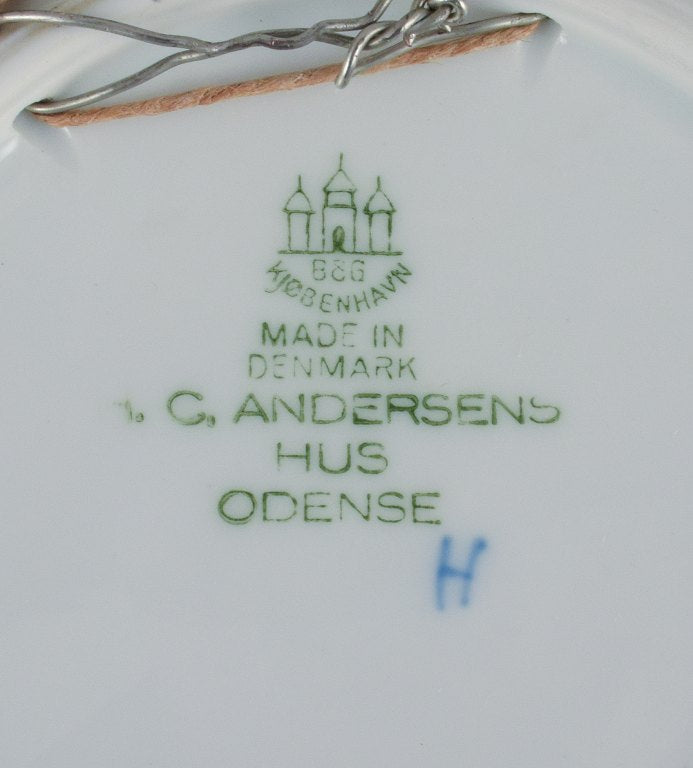 B&G
KJØBENHAVN
MADE IN
DENMARK
H. C. ANDERSENS
HUS
ODENSE
H